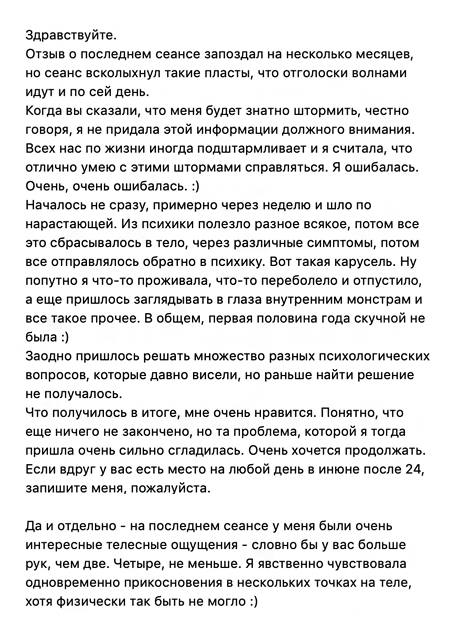 Здравствуйте.
Отзыв о последнем сеансе запоздал на несколько месяцев,
но сеанс всколыхнул такие пласты, что отголоски волнами
идут и по сей день.
Когда вы сказали, что меня будет знатно штормить, честно
говоря, я не придала этой информации должного внимания.
Всех нас по жизни иногда подштармливает и я считала, что
отлично умею с этими штормами справляться. Я ошибалась.
Очень, очень ошибалась. :)
Началось не сразу, примерно через неделю и шло по
нарастающей. Из психики полезло разное всякое, потом все
это сбрасывалось в тело, через различные симптомы, потом
все отправлялось обратно в психику. Вот такая карусель. Ну
попутно я что-то проживала, что-то переболело и отпустило,
а еще пришлось заглядывать в глаза внутренним монстрам и
все такое прочее. В общем, первая половина года скучной не
была :)
Заодно пришлось решать множество разных психологических
вопросов, которые давно висели, но раньше найти решение
не получалось.
Что получилось в итоге, мне очень нравится. Понятно, что
еще ничего не закончено, но та проблема, которой я тогда
пришла очень сильно сгладилась. Очень хочется продолжать.
Если вдруг у вас есть место на любой день в июне после 24,
запишите меня, пожалуйста.
Да и отдельно - на последнем сеансе у меня были очень
интересные телесные ощущения - словно бы у вас больше
рук, чем две. Четыре, не меньше. Я явственно чувствовала
одновременно прикосновения в нескольких точках на теле,
хотя физически так быть не могло :)